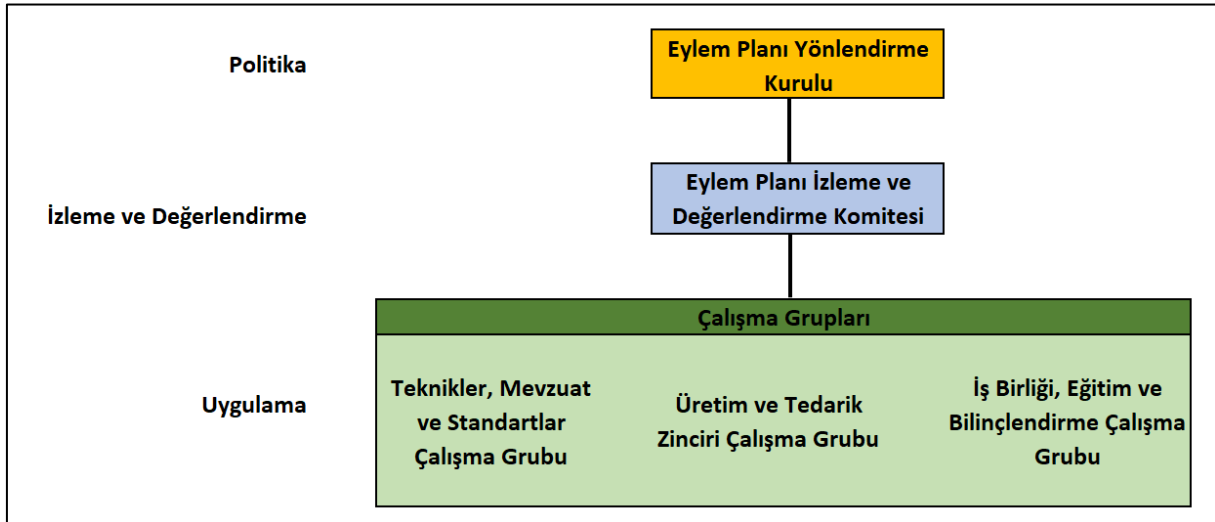 Politika
Eylem Planı Yönlendirme
Kurulu
İzleme ve Değerlendirme
Eylem Planı İzleme ve
Değerlendirme Komitesi
Çalışma Grupları
Uygulama
Teknikler, Mevzuat
ve Standartlar
Çalışma Grubu
Üretim ve Tedarik
Zinciri Çalışma Grubu
İş Birliği, Eğitim ve
Bilinçlendirme Çalışma
Grubu